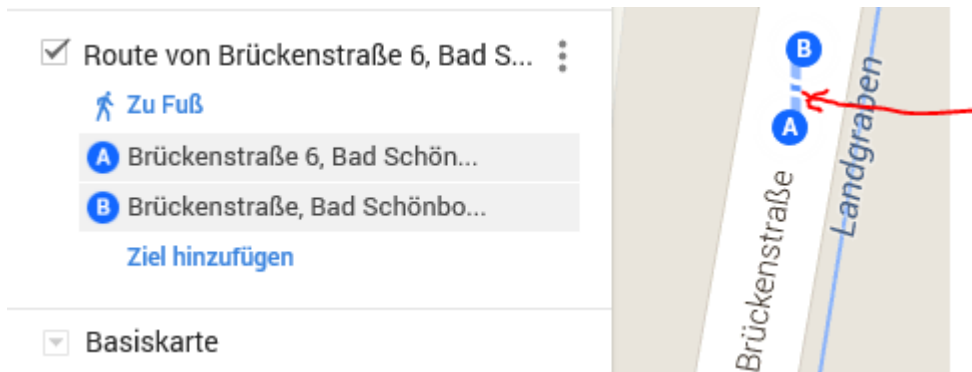 Route von Brückenstraße 6, Bad S...
Zu Fuß
A Brückenstraße 6, Bad Schön...
B Brückenstraße, Bad Schönbo...
Ziel hinzufügen
Basiskarte
B
A
Brückenstraße
Landgraben